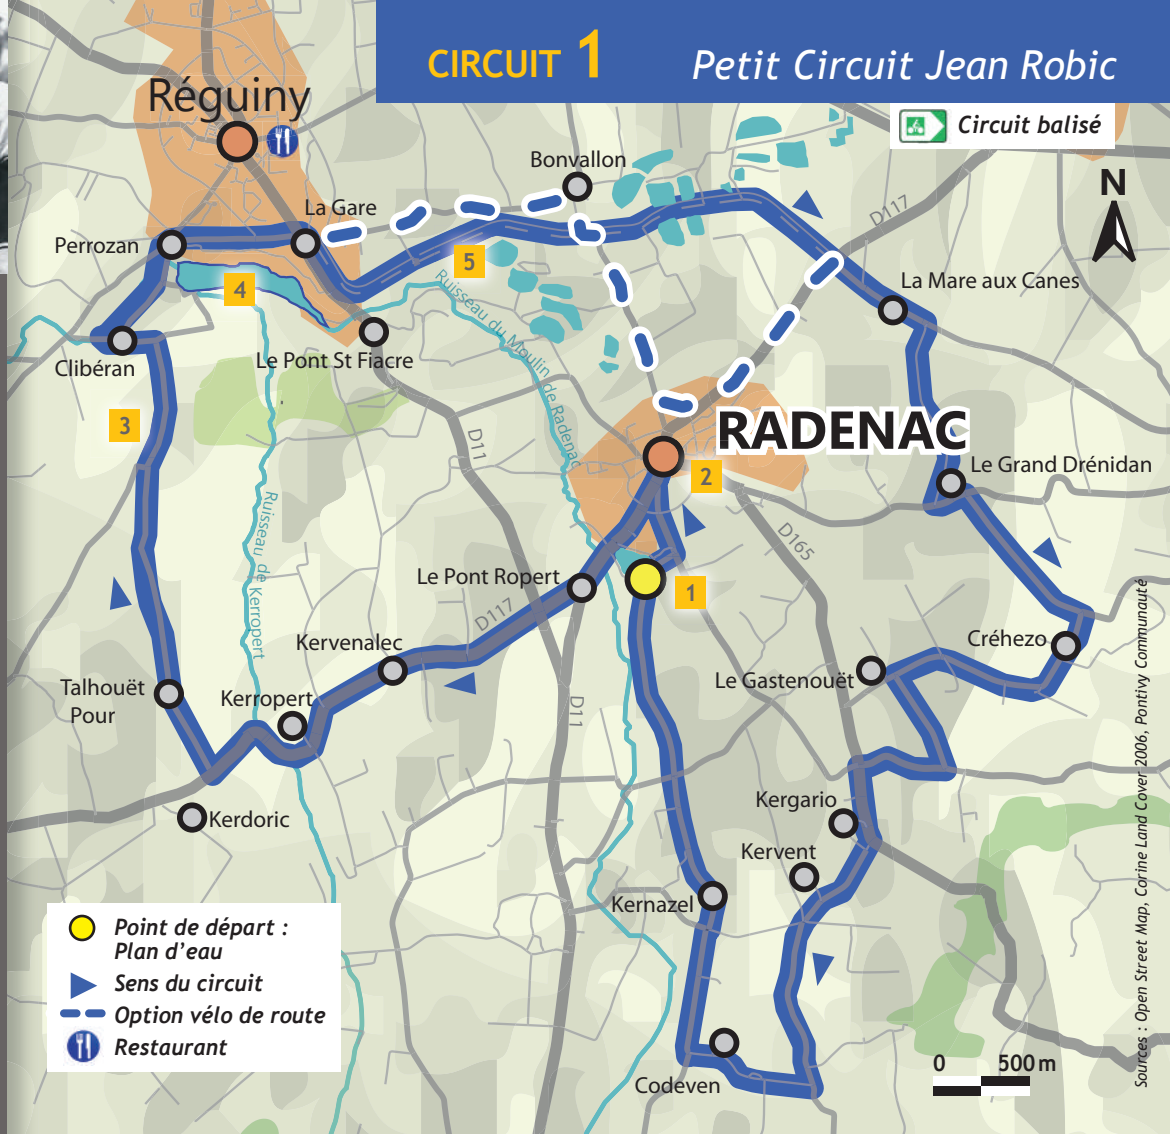 CIRCUIT 1
Petit Circuit Jean Robic
Circuit balisé
N
Réguiny
Bonvallon
La Gare
D117
Perrozan
5
4
La Mare aux Canes
Ruisseau du Moulin de Radenac
Clibéran
Le Pont St Fiacre
3
D11
RADENAC
2
Le Grand Drénidan
Ruisseau de Kerropert
D165
Le Pont Ropert
1
D117
Kervenalec
Créhezo
Talhouët
Pour
Kerropert
Le Gastenouët
D11
Kergario
Kerdoric
Kervent
Kernazel
Point de départ :
Plan d'eau
Sens du circuit
Option vélo de route
Restaurant
Codeven
0 500 m
Sources : Open Street Map, Corine Land Cover 2006, Pontivy Communauté